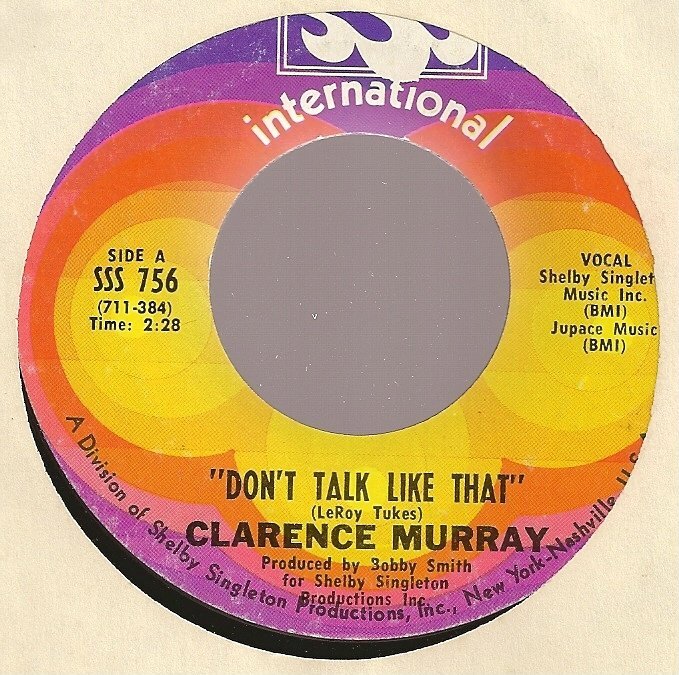 SSS
international
SIDE A
SSS 756
(711-384)
Time: 2:28
VOCAL
Shelby Singlet
Music Inc.
(BMI)
Jupace Music
(BMI)
"DON'T TALK LIKE THAT"
(LeRoy Tukes)
CLARENCE MURRAY
Produced by Bobby Smith
for Shelby Singleton
Productions Inc.
A Division of Shelby Singleton Productions, Inc., New York-Nashville U.S.A.